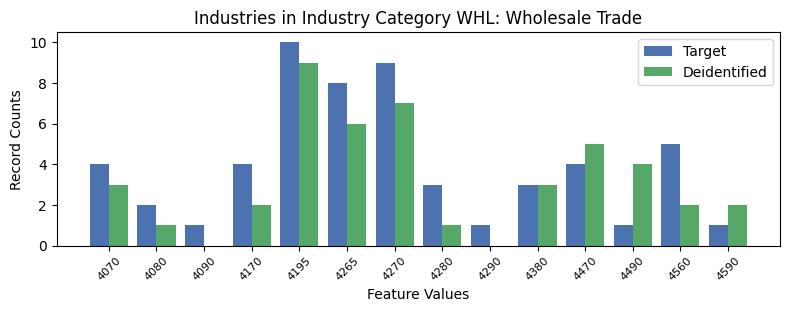 Industries in Industry Category WHL: Wholesale Trade
Target
Deidentified
Record Counts
10
8
6
4
2
0
4070 4080 4090 4170 4195 4265 4270 4280 4290 4380 4470 4490 4560 4590
Feature Values